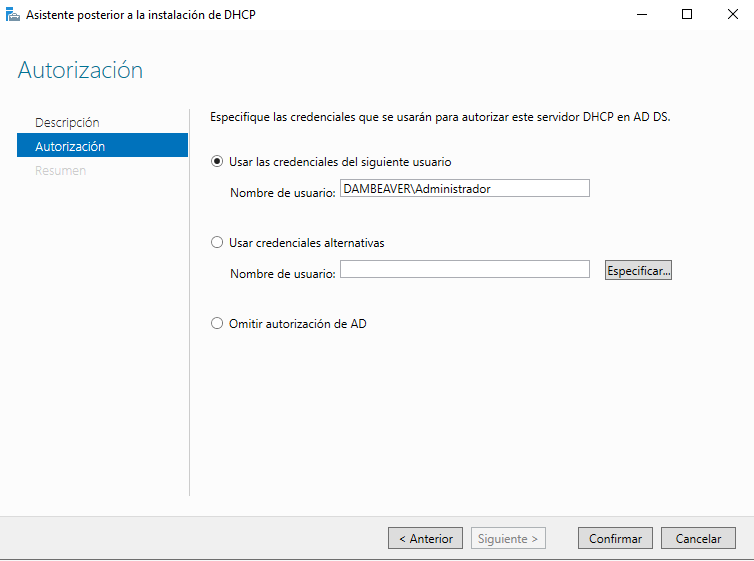 Asistente posterior a la instalación de DHCP
Autorización
Descripción
Autorización
Resumen
Especifique las credenciales que se usarán para autorizar este servidor DHCP en AD DS.
Usar las credenciales del siguiente usuario
Nombre de usuario: DAMBEAVER\Administrador
Usar credenciales alternativas
Nombre de usuario:
Especificar...
Omitir autorización de AD
< Anterior
Siguiente >
Confirmar
Cancelar